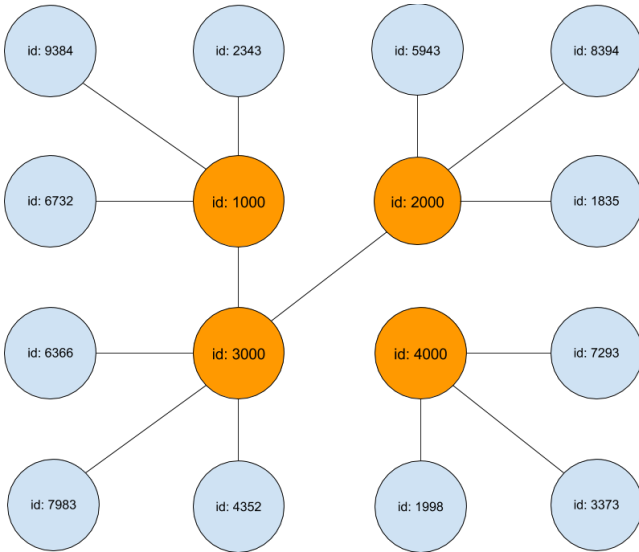 id: 9384
id: 2343
id: 5943
id: 8394
id: 6732
id: 1000
id: 2000
id: 1835
id: 6366
id: 3000
id: 4000
id: 7293
id: 7983
id: 4352
id: 1998
id: 3373